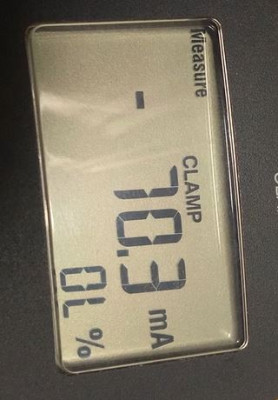 Measure
CLAMP
- 70.3 mA
0L %